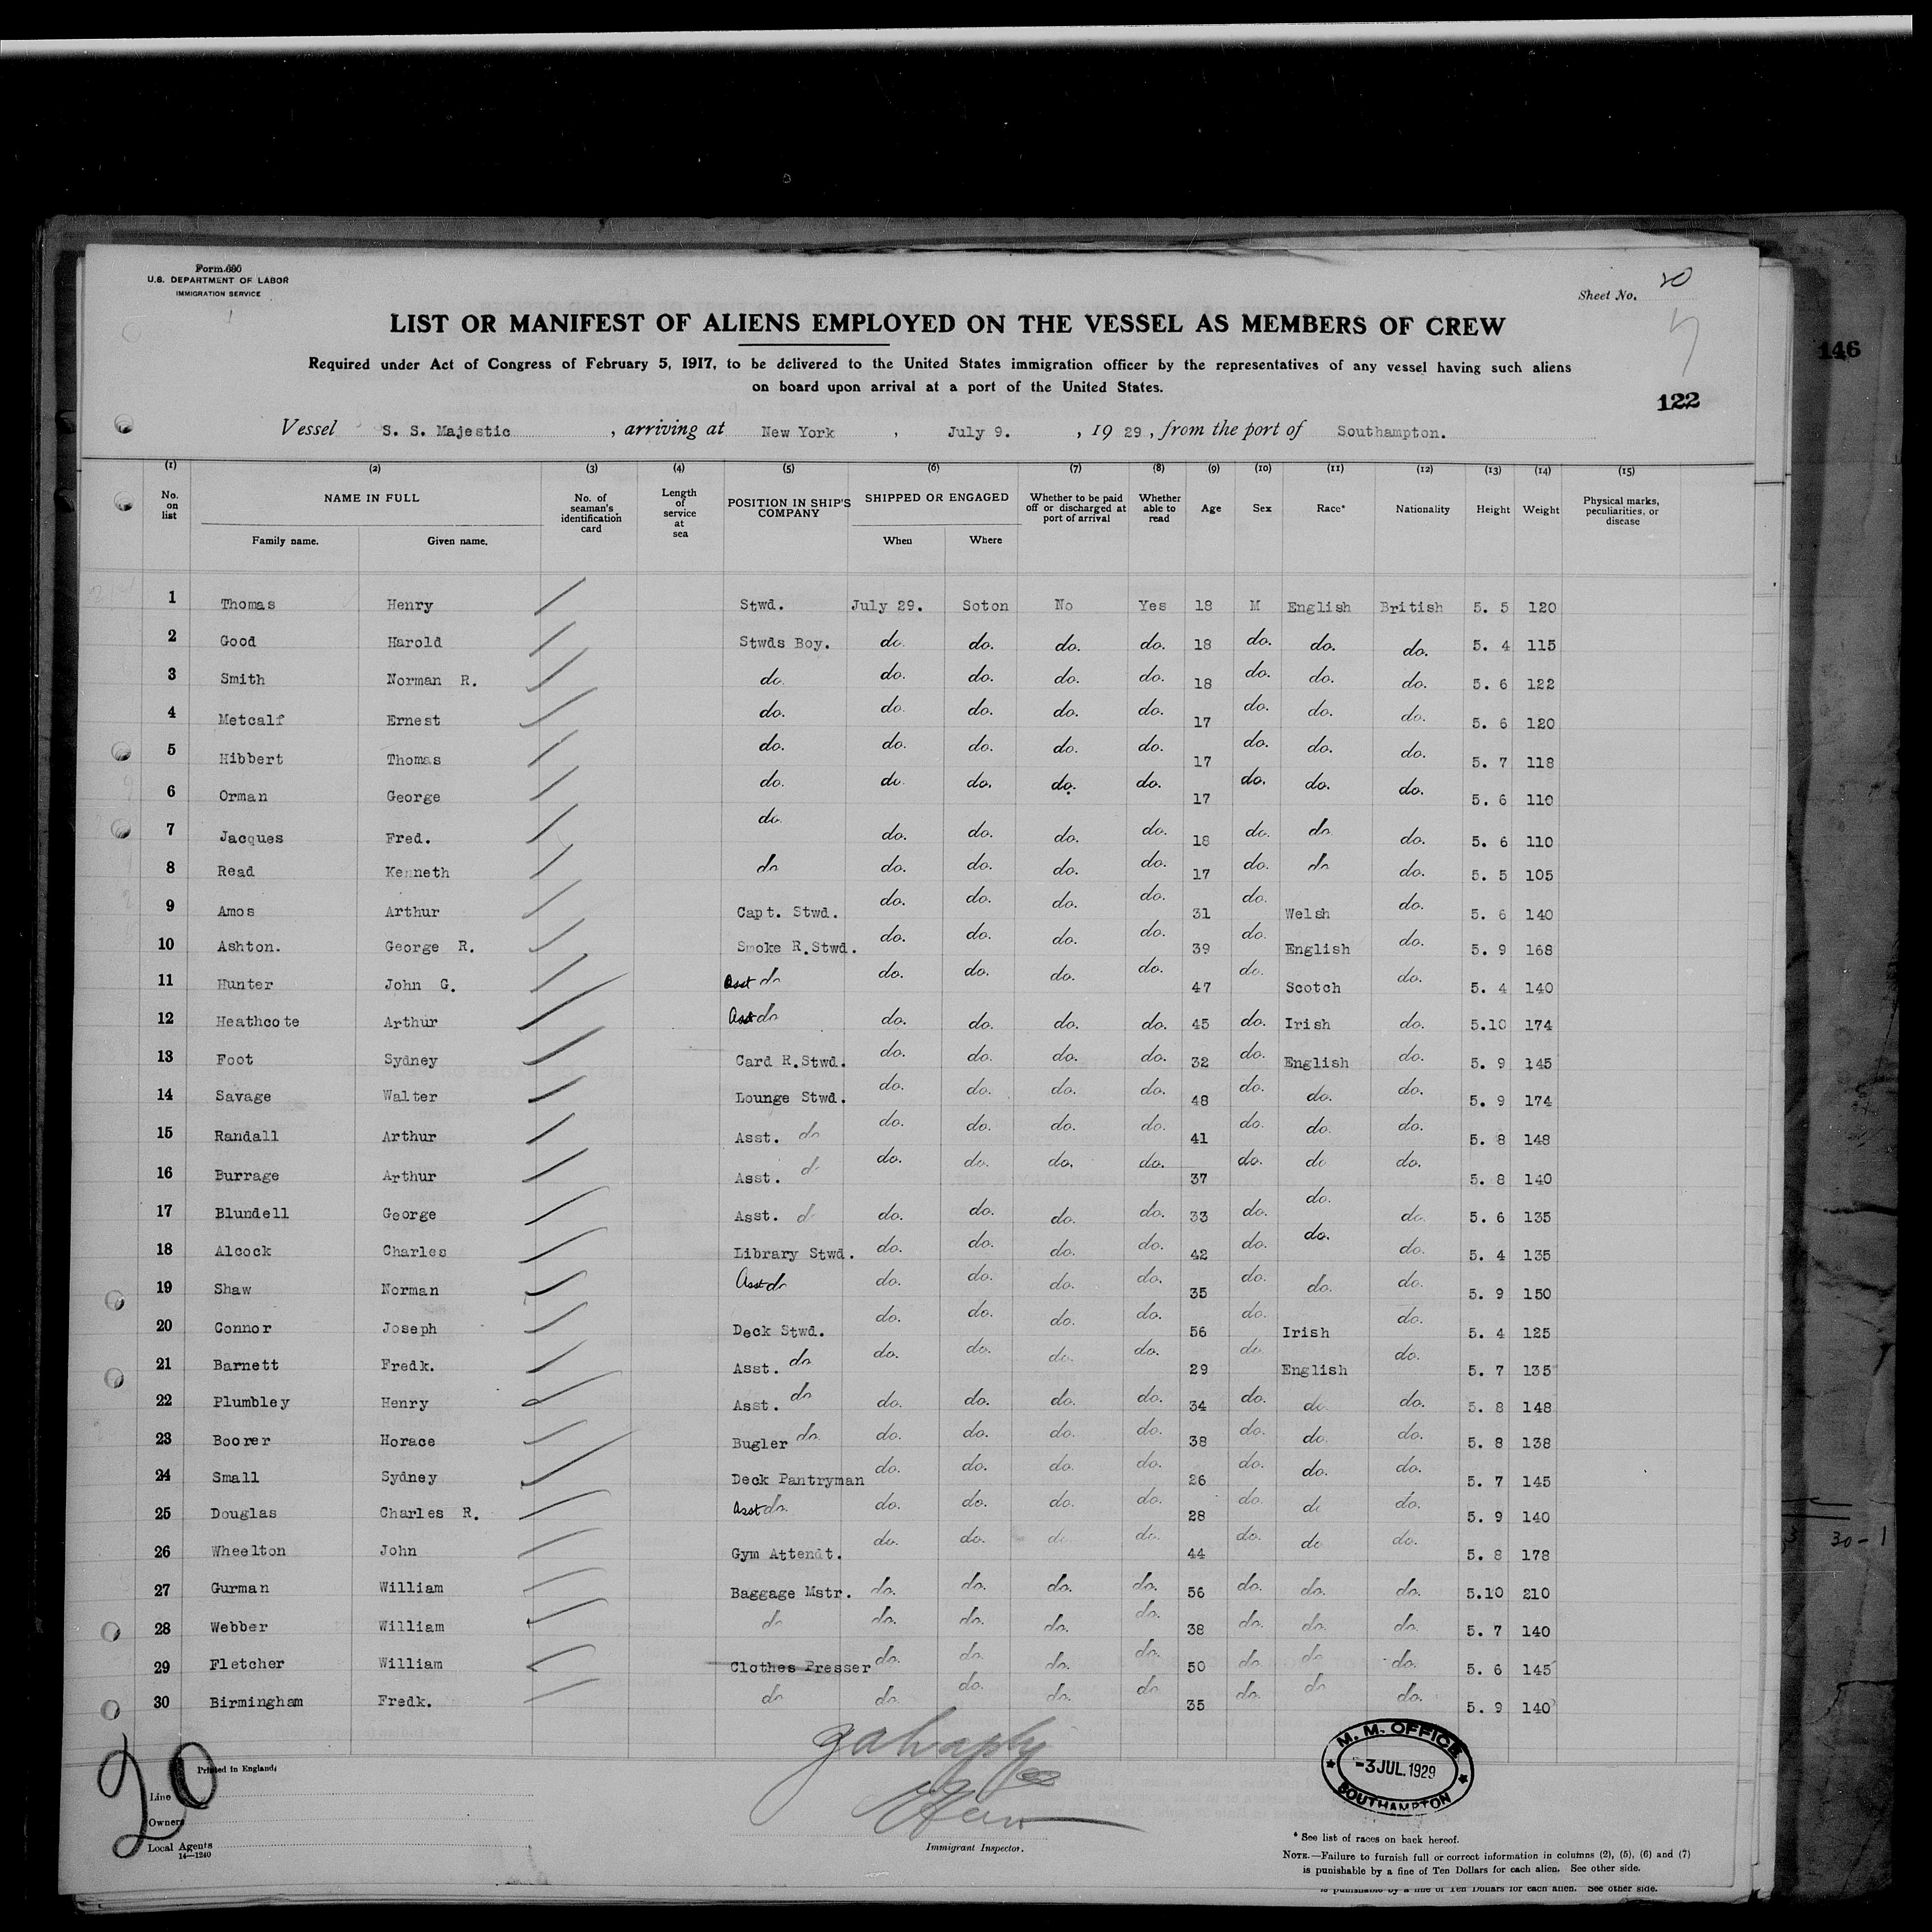 Form 680
U.S. DEPARTMENT OF LABOR
IMMIGRATION SERVICE
Sheet No. 20
LIST OR MANIFEST OF ALIENS EMPLOYED ON THE VESSEL AS MEMBERS OF CREW
Required under Act of Congress of February 5, 1917, to be delivered to the United States immigration officer by the representatives of any vessel having such aliens
on board upon arrival at a port of the United States.
146
122
Vessel S. S. Majestic , arriving at New York , July 9. , 19 29 , from the port of Southampton.
(1) (2) (3) (4) (5) (6) (7) (8) (9) (10) (11) (12) (13) (14) (15)
No. on list NAME IN FULL Family name. Given name. No. of seaman's identification card Length of service at sea POSITION IN SHIP'S COMPANY SHIPPED OR ENGAGED When Where Whether to be paid off or discharged at port of arrival Whether able to read Age Sex Race* Nationality Height Weight Physical marks, peculiarities, or disease
1 Thomas Henry Stwd. July 29. Soton No Yes 18 M English British 5. 5 120
2 Good Harold Stwds Boy. do. do. do. do. 18 do. do. do. 5. 4 115
3 Smith Norman R. do. do. do. do. do. 18 do. do. do. 5. 6 122
4 Metcalf Ernest do. do. do. do. do. 17 do. do. do. 5. 6 120
5 Hibbert Thomas do. do. do. do. do. 17 do. do. do. 5. 7 118
6 Orman George do. do. do. do. do. 17 do. do. do. 5. 6 110
7 Jacques Fred. do. do. do. do. do. 18 do. do do. 5. 6 110
8 Read Kenneth do do. do. do. do. 17 do. do do. 5. 5 105
9 Amos Arthur Capt. Stwd. do. do. do. do. 31 do. Welsh do. 5. 6 140
10 Ashton. George R. Smoke R.Stwd. do. do. do. do. 39 do. English do. 5. 9 168
11 Hunter John G. Asst do do. do. do. do. 47 do. Scotch do. 5. 4 140
12 Heathcote Arthur Asst do do. do. do. do. 45 do. Irish do. 5.10 174
13 Foot Sydney Card R.Stwd. do. do. do. do. 32 do. English do. 5. 9 145
14 Savage Walter Lounge Stwd. do. do. do. do. 48 do. do. do. 5. 9 174
15 Randall Arthur Asst. do do. do. do. do. 41 do. do. do. 5. 8 148
16 Burrage Arthur Asst. do do. do. do. do. 37 do. do do. 5. 8 140
17 Blundell George Asst. do do. do. do. do. 33 do. do. do. 5. 6 135
18 Alcock Charles Library Stwd. do. do. do. do. 42 do. do. do. 5. 4 135
19 Shaw Norman Asst do do. do. do. do. 35 do. do. do. 5. 9 150
20 Connor Joseph Deck Stwd. do. do. do. do. 56 do. Irish do. 5. 4 125
21 Barnett Fredk. Asst. do do. do. do. do. 29 do. English do. 5. 7 135
22 Plumbley Henry Asst. do do. do. do. do. 34 do. do. do. 5. 8 148
23 Boorer Horace Bugler do. do. do. do. do. 38 do. do. do. 5. 8 138
24 Small Sydney Deck Pantryman do. do. do. do. 26 do. do. do. 5. 7 145
25 Douglas Charles R. Asst do. do. do. do. do. 28 do. do do. 5. 9 140
26 Wheelton John Gym Attendt. do. do. do. do. 44 do. do do. 5. 8 178
27 Gurman William Baggage Mstr. do. do. do. do. 56 do. do. do. 5.10 210
28 Webber William do do. do. do. do. 38 do. do. do. 5. 7 140
29 Fletcher William Clothes Presser do. do. do. do. 50 do. do do. 5. 6 145
30 Birmingham Fredk. do do. do. do. do 35 do. do do. 5. 9 140
30 - 1
M. M. OFFICE
-3 JUL. 1929
SOUTHAMPTON
20
Printed in England.
Line
Owners
Local Agents
14—1240
Immigrant Inspector.
* See list of races on back hereof.
NOTE.—Failure to furnish full or correct information in columns (2), (5), (6) and (7)
is punishable by a fine of Ten Dollars for each alien. See other side.
is punishable by a fine of Ten Dollars for each alien. See other side.